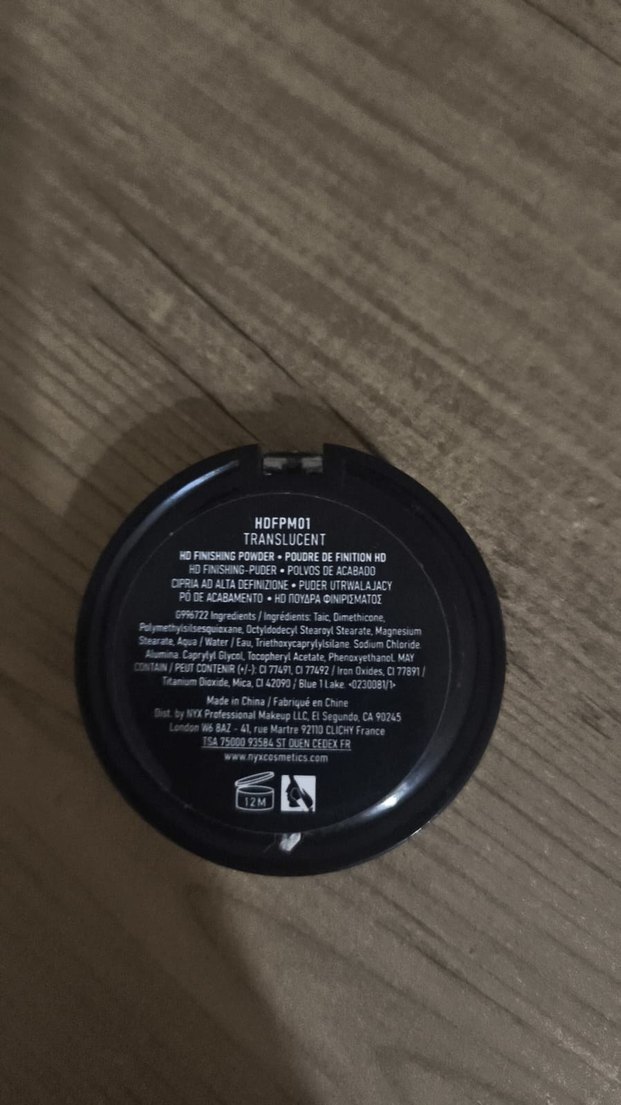 HDFPM01
TRANSLUCENT
HD FINISHING POWDER • POUDRE DE FINITION HD
HD FINISHING-PUDER • POLVOS DE ACABADO
CIPRIA AD ALTA DEFINIZIONE • PUDER UTRWALAJACY
PÓ DE ACABAMENTO • HD ΠΟΥΔΡΑ ΦΙΝΙΡΙΣΜΑΤΟΣ
G996722 Ingredients / Ingrédients: Talc, Dimethicone,
Polymethylsilsesquioxane, Octyldodecyl Stearoyl Stearate, Magnesium
Stearate, Aqua / Water / Eau, Triethoxycaprylylsilane. Sodium Chloride.
Alumina. Caprylyl Glycol, Tocopheryl Acetate, Phenoxyethanol. MAY
CONTAIN / PEUT CONTENIR (+/-): CI 77491, CI 77492 / Iron Oxides, CI 77891 /
Titanium Dioxide, Mica, CI 42090 / Blue 1 Lake. <0230081/1>
Made in China / Fabriqué en Chine
Dist. by NYX Professional Makeup LLC, El Segundo, CA 90245
London W6 8AZ - 41, rue Martre 92110 CLICHY France
TSA 75000 93584 ST OUEN CEDEX FR
www.nyxcosmetics.com
12M